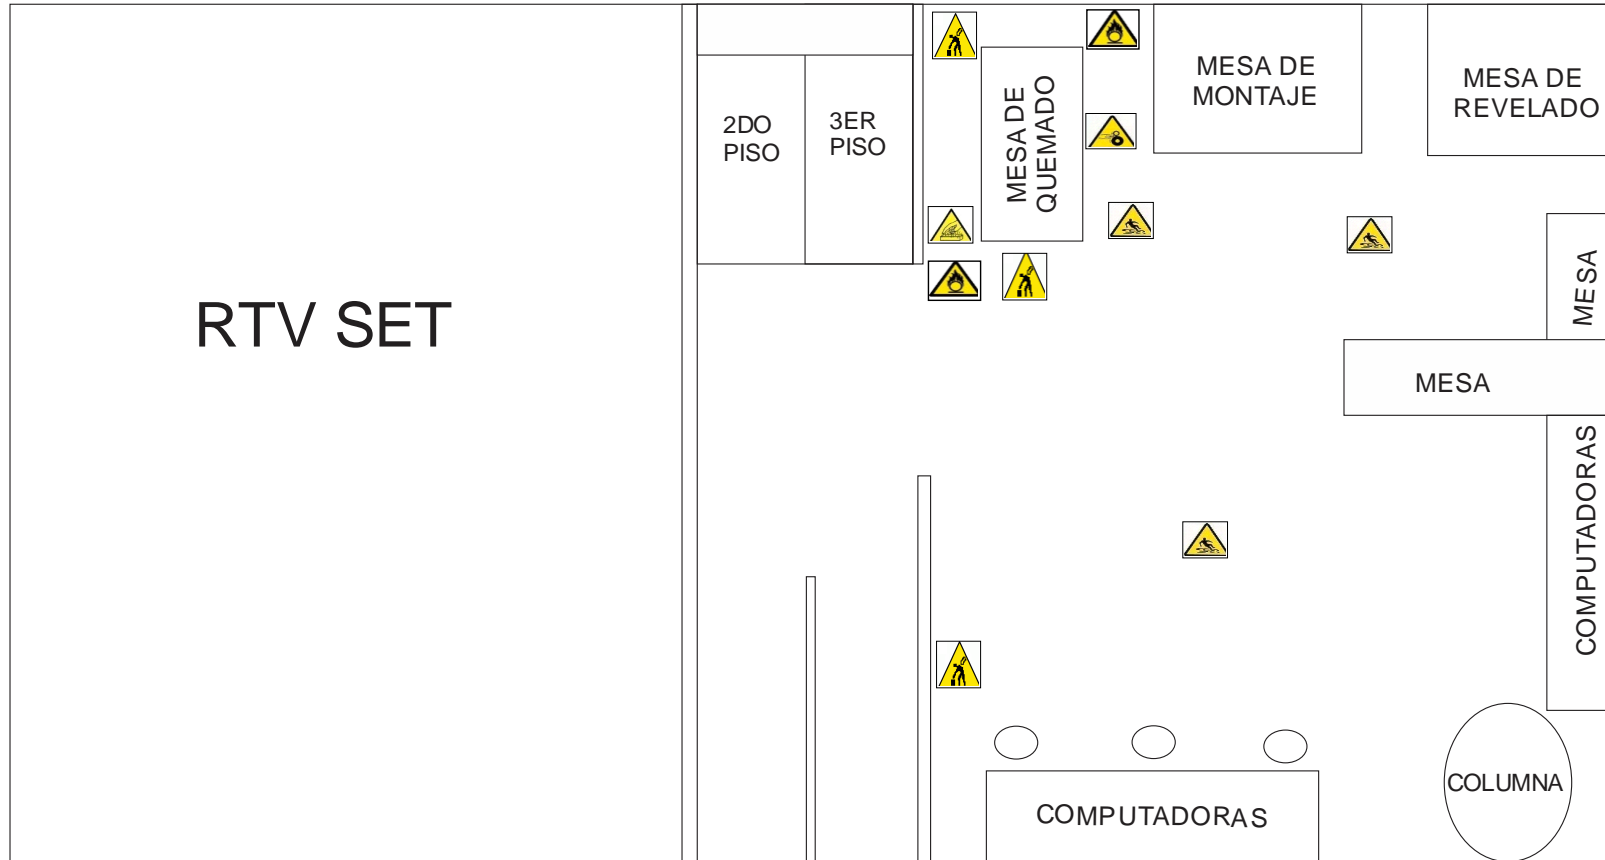 RTV SET
2DO
PISO
3ER
PISO
MESA DE
QUEMADO
MESA DE
MONTAJE
MESA DE
REVELADO
MESA
MESA
COMPUTADORAS
COMPUTADORAS
COLUMNA